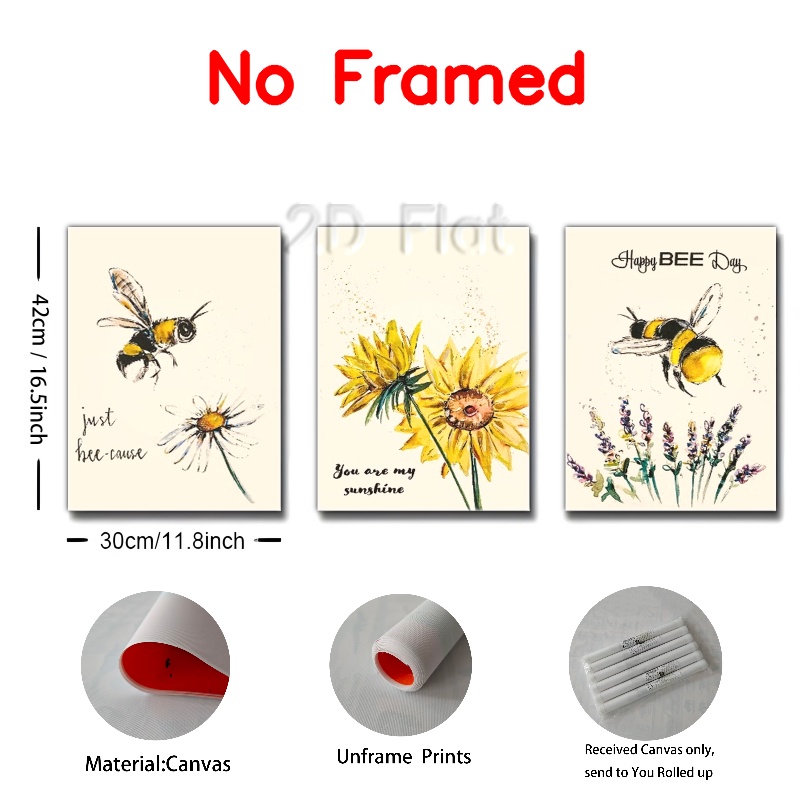 No Framed
2D Flat
42cm / 16.5inch
just
bee-cause
You are my
sunshine
Happy BEE Day
30cm/11.8inch
Material:Canvas
Unframe Prints
Received Canvas only,
send to You Rolled up